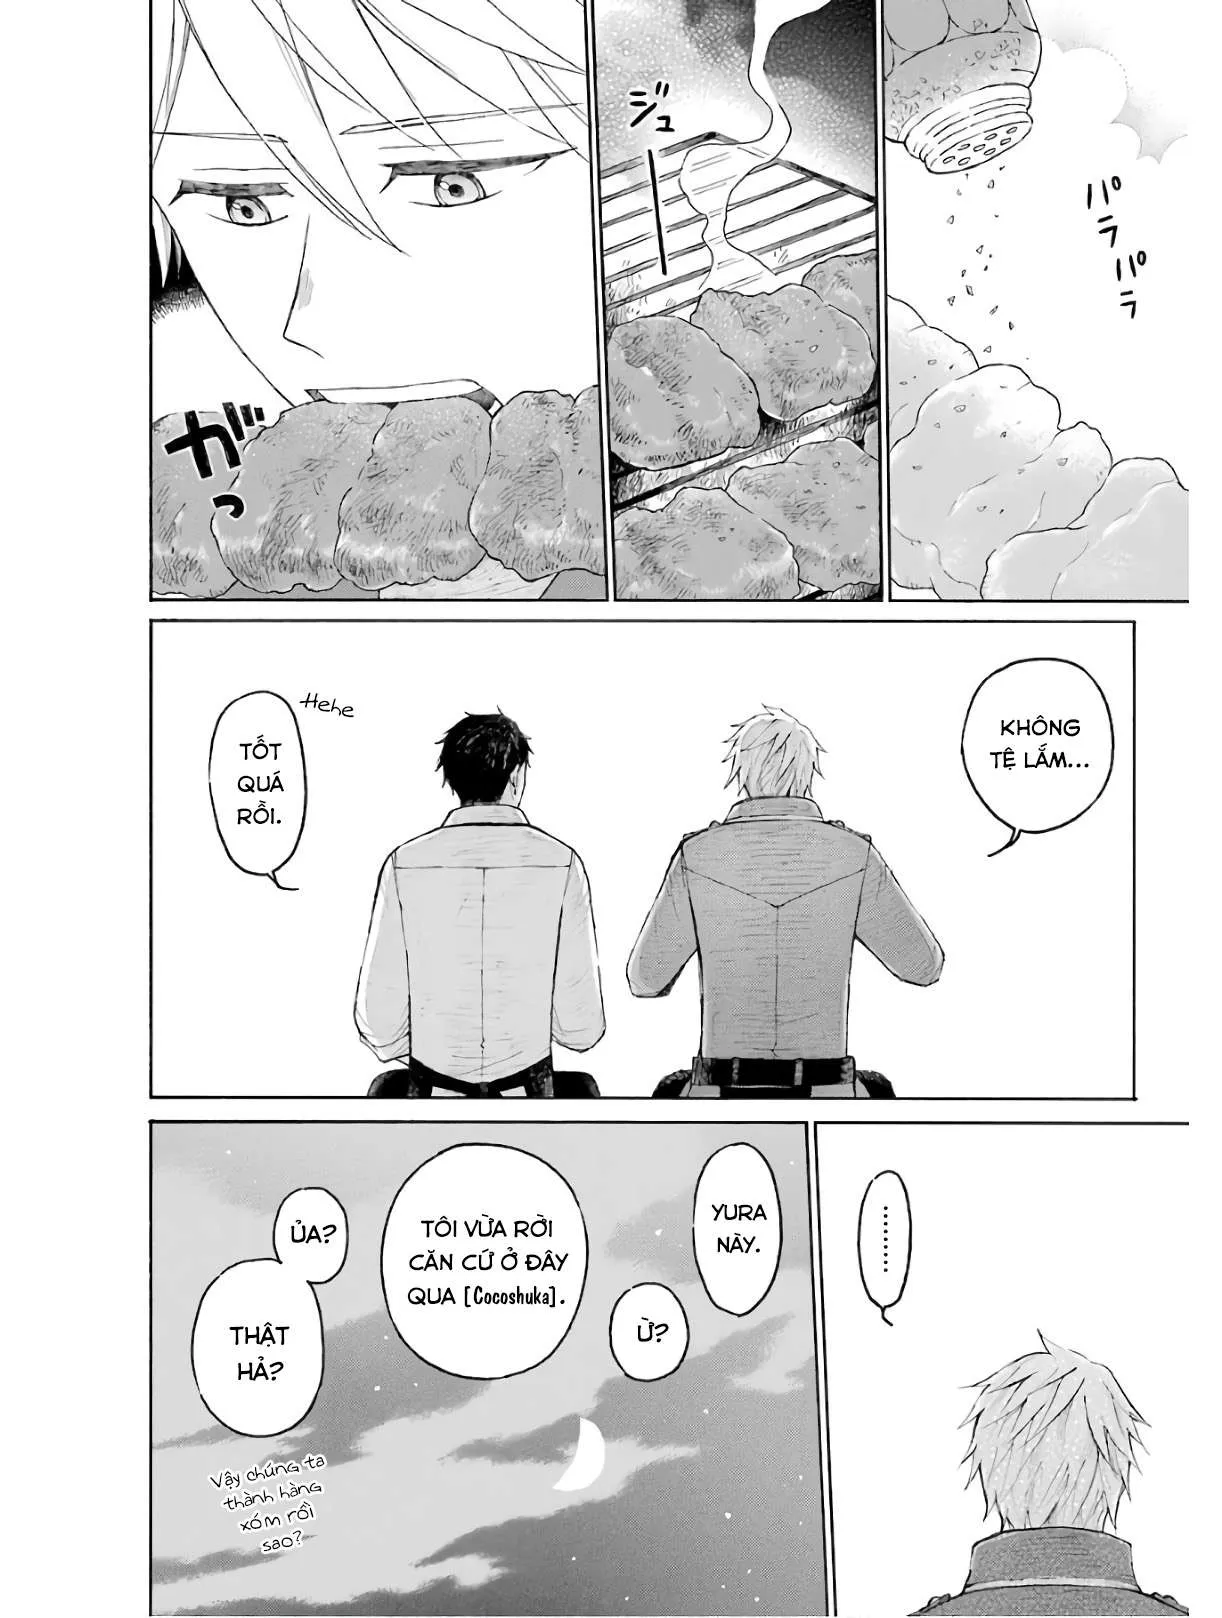 パラ
パラ
ジュー
ガッ
KHÔNG
TỆ LẮM...
Hehe
TỐT
QUÁ
RỒI.
.........
YURA
NÀY.
Ừ?
TÔI VỪA RỜI
CĂN CỨ Ở ĐÂY
QUA [Cocoshuka].
ỦA?
THẬT
HẢ?
Vậy chúng ta
thành hàng
xóm rồi
sao?